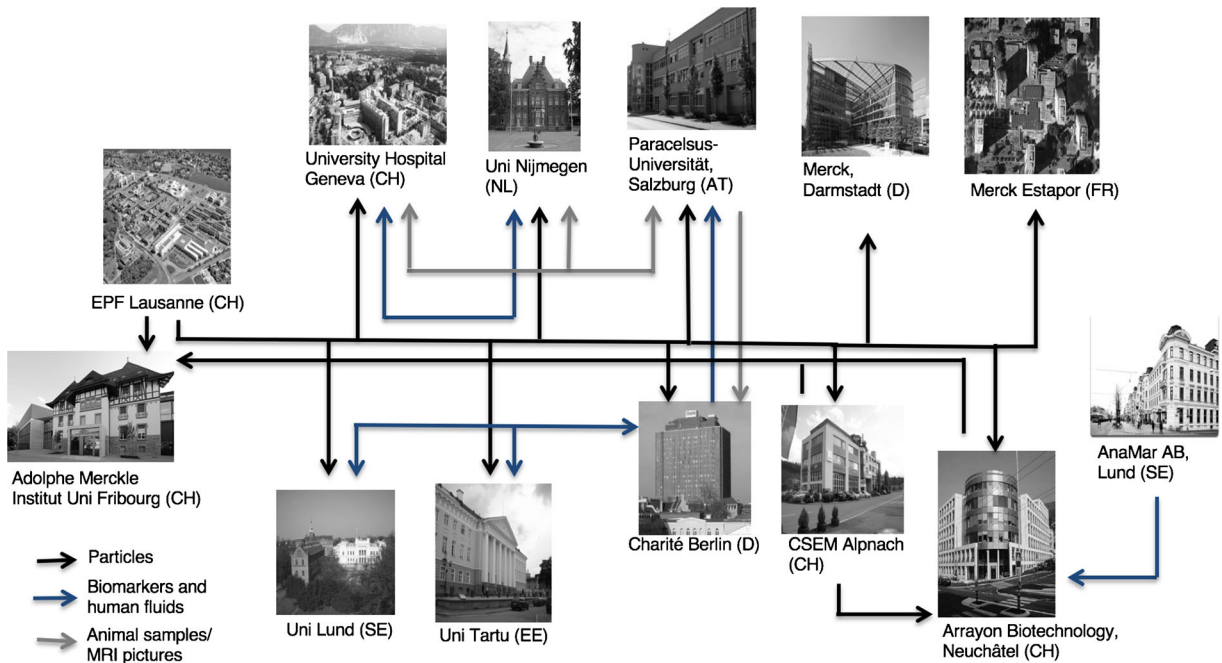 University Hospital
Geneva (CH)
Uni Nijmegen
(NL)
Paracelsus-
Universität,
Salzburg (AT)
Merck,
Darmstadt (D)
Merck Estapor (FR)
EPF Lausanne (CH)
Adolphe Merckle
Institut Uni Fribourg (CH)
AnaMar AB,
Lund (SE)
Charité Berlin (D)
CSEM Alpnach
(CH)
Uni Lund (SE)
Uni Tartu (EE)
Arrayon Biotechnology,
Neuchâtel (CH)
Particles
Biomarkers and
human fluids
Animal samples/
MRI pictures